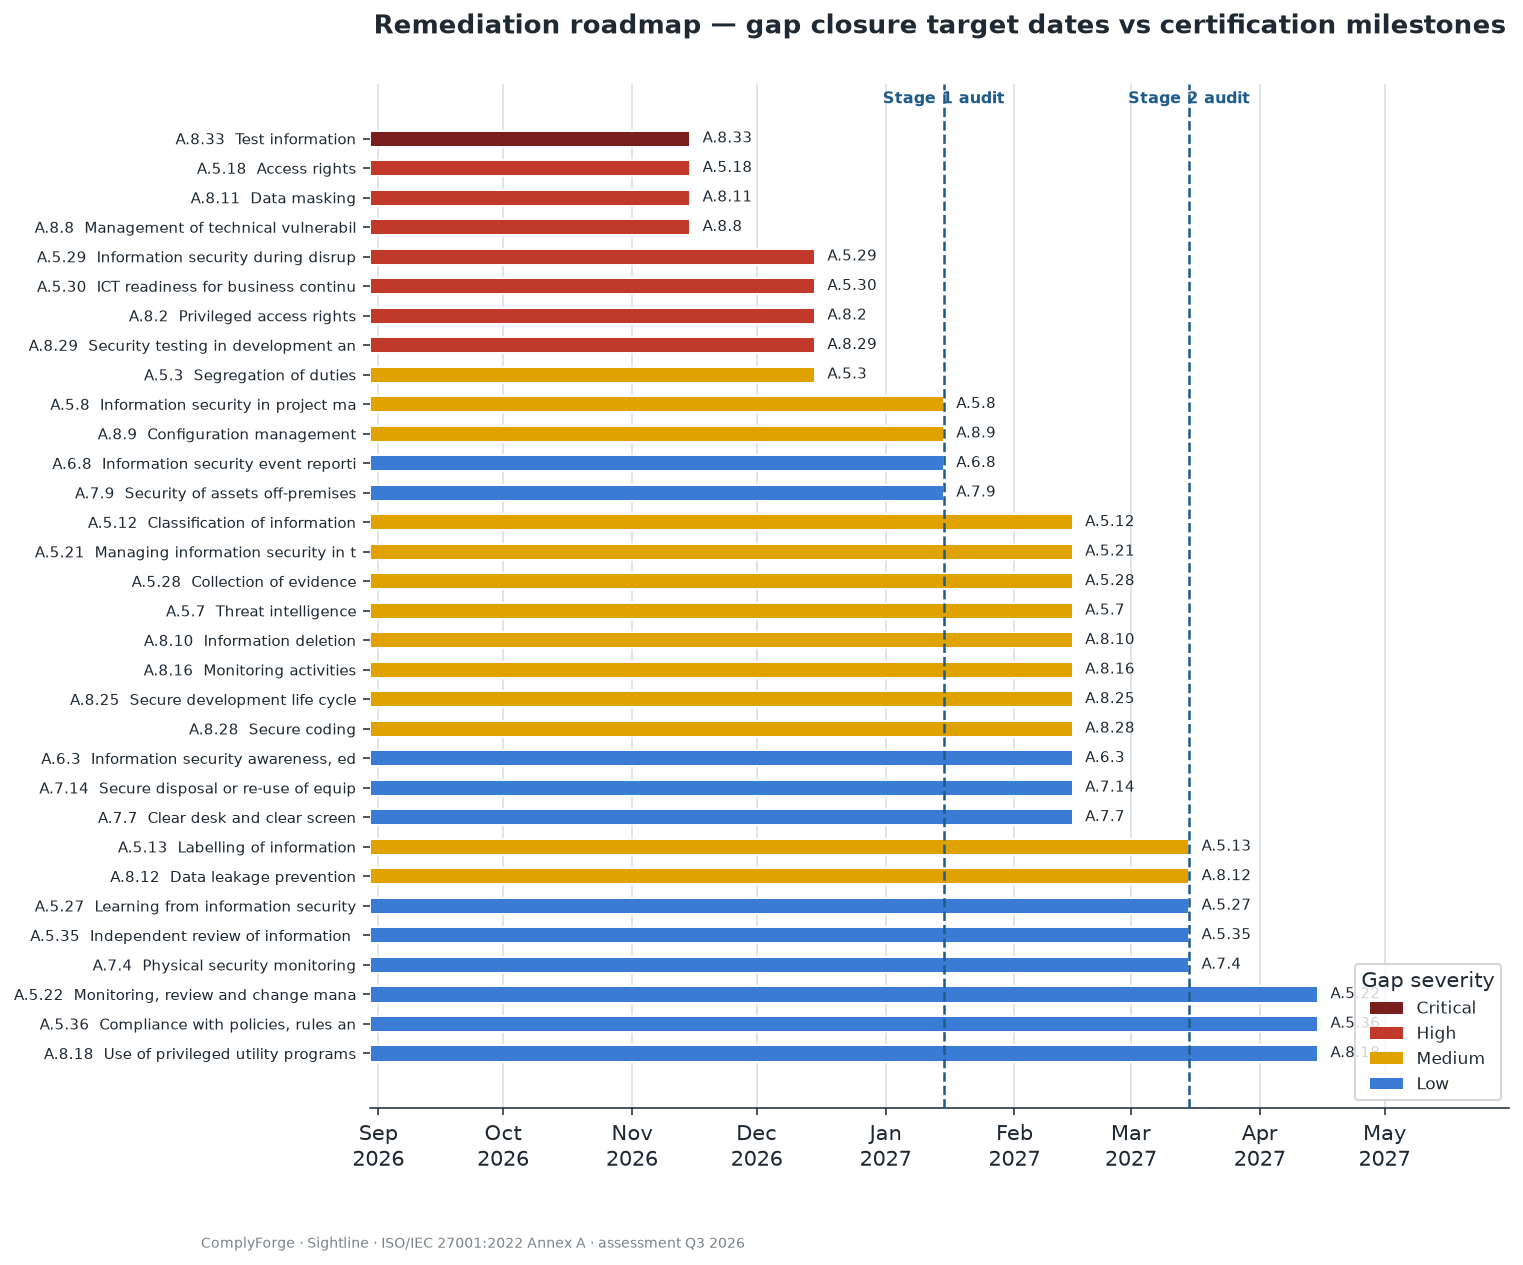 Remediation roadmap — gap closure target dates vs certification milestones
Stage 1 audit
Stage 2 audit
A.8.33 Test information
A.8.33
A.5.18 Access rights
A.5.18
A.8.11 Data masking
A.8.11
A.8.8 Management of technical vulnerabil
A.8.8
A.5.29 Information security during disrup
A.5.29
A.5.30 ICT readiness for business continu
A.5.30
A.8.2 Privileged access rights
A.8.2
A.8.29 Security testing in development an
A.8.29
A.5.3 Segregation of duties
A.5.3
A.5.8 Information security in project ma
A.5.8
A.8.9 Configuration management
A.8.9
A.6.8 Information security event reporti
A.6.8
A.7.9 Security of assets off-premises
A.7.9
A.5.12 Classification of information
A.5.12
A.5.21 Managing information security in t
A.5.21
A.5.28 Collection of evidence
A.5.28
A.5.7 Threat intelligence
A.5.7
A.8.10 Information deletion
A.8.10
A.8.16 Monitoring activities
A.8.16
A.8.25 Secure development life cycle
A.8.25
A.8.28 Secure coding
A.8.28
A.6.3 Information security awareness, ed
A.6.3
A.7.14 Secure disposal or re-use of equip
A.7.14
A.7.7 Clear desk and clear screen
A.7.7
A.5.13 Labelling of information
A.5.13
A.8.12 Data leakage prevention
A.8.12
A.5.27 Learning from information security
A.5.27
A.5.35 Independent review of information
A.5.35
A.7.4 Physical security monitoring
A.7.4
A.5.22 Monitoring, review and change mana
A.5.22
A.5.36 Compliance with policies, rules an
A.5.36
A.8.18 Use of privileged utility programs
A.8.18
Gap severity
Critical
High
Medium
Low
Sep 2026
Oct 2026
Nov 2026
Dec 2026
Jan 2027
Feb 2027
Mar 2027
Apr 2027
May 2027
ComplyForge · Sightline · ISO/IEC 27001:2022 Annex A · assessment Q3 2026